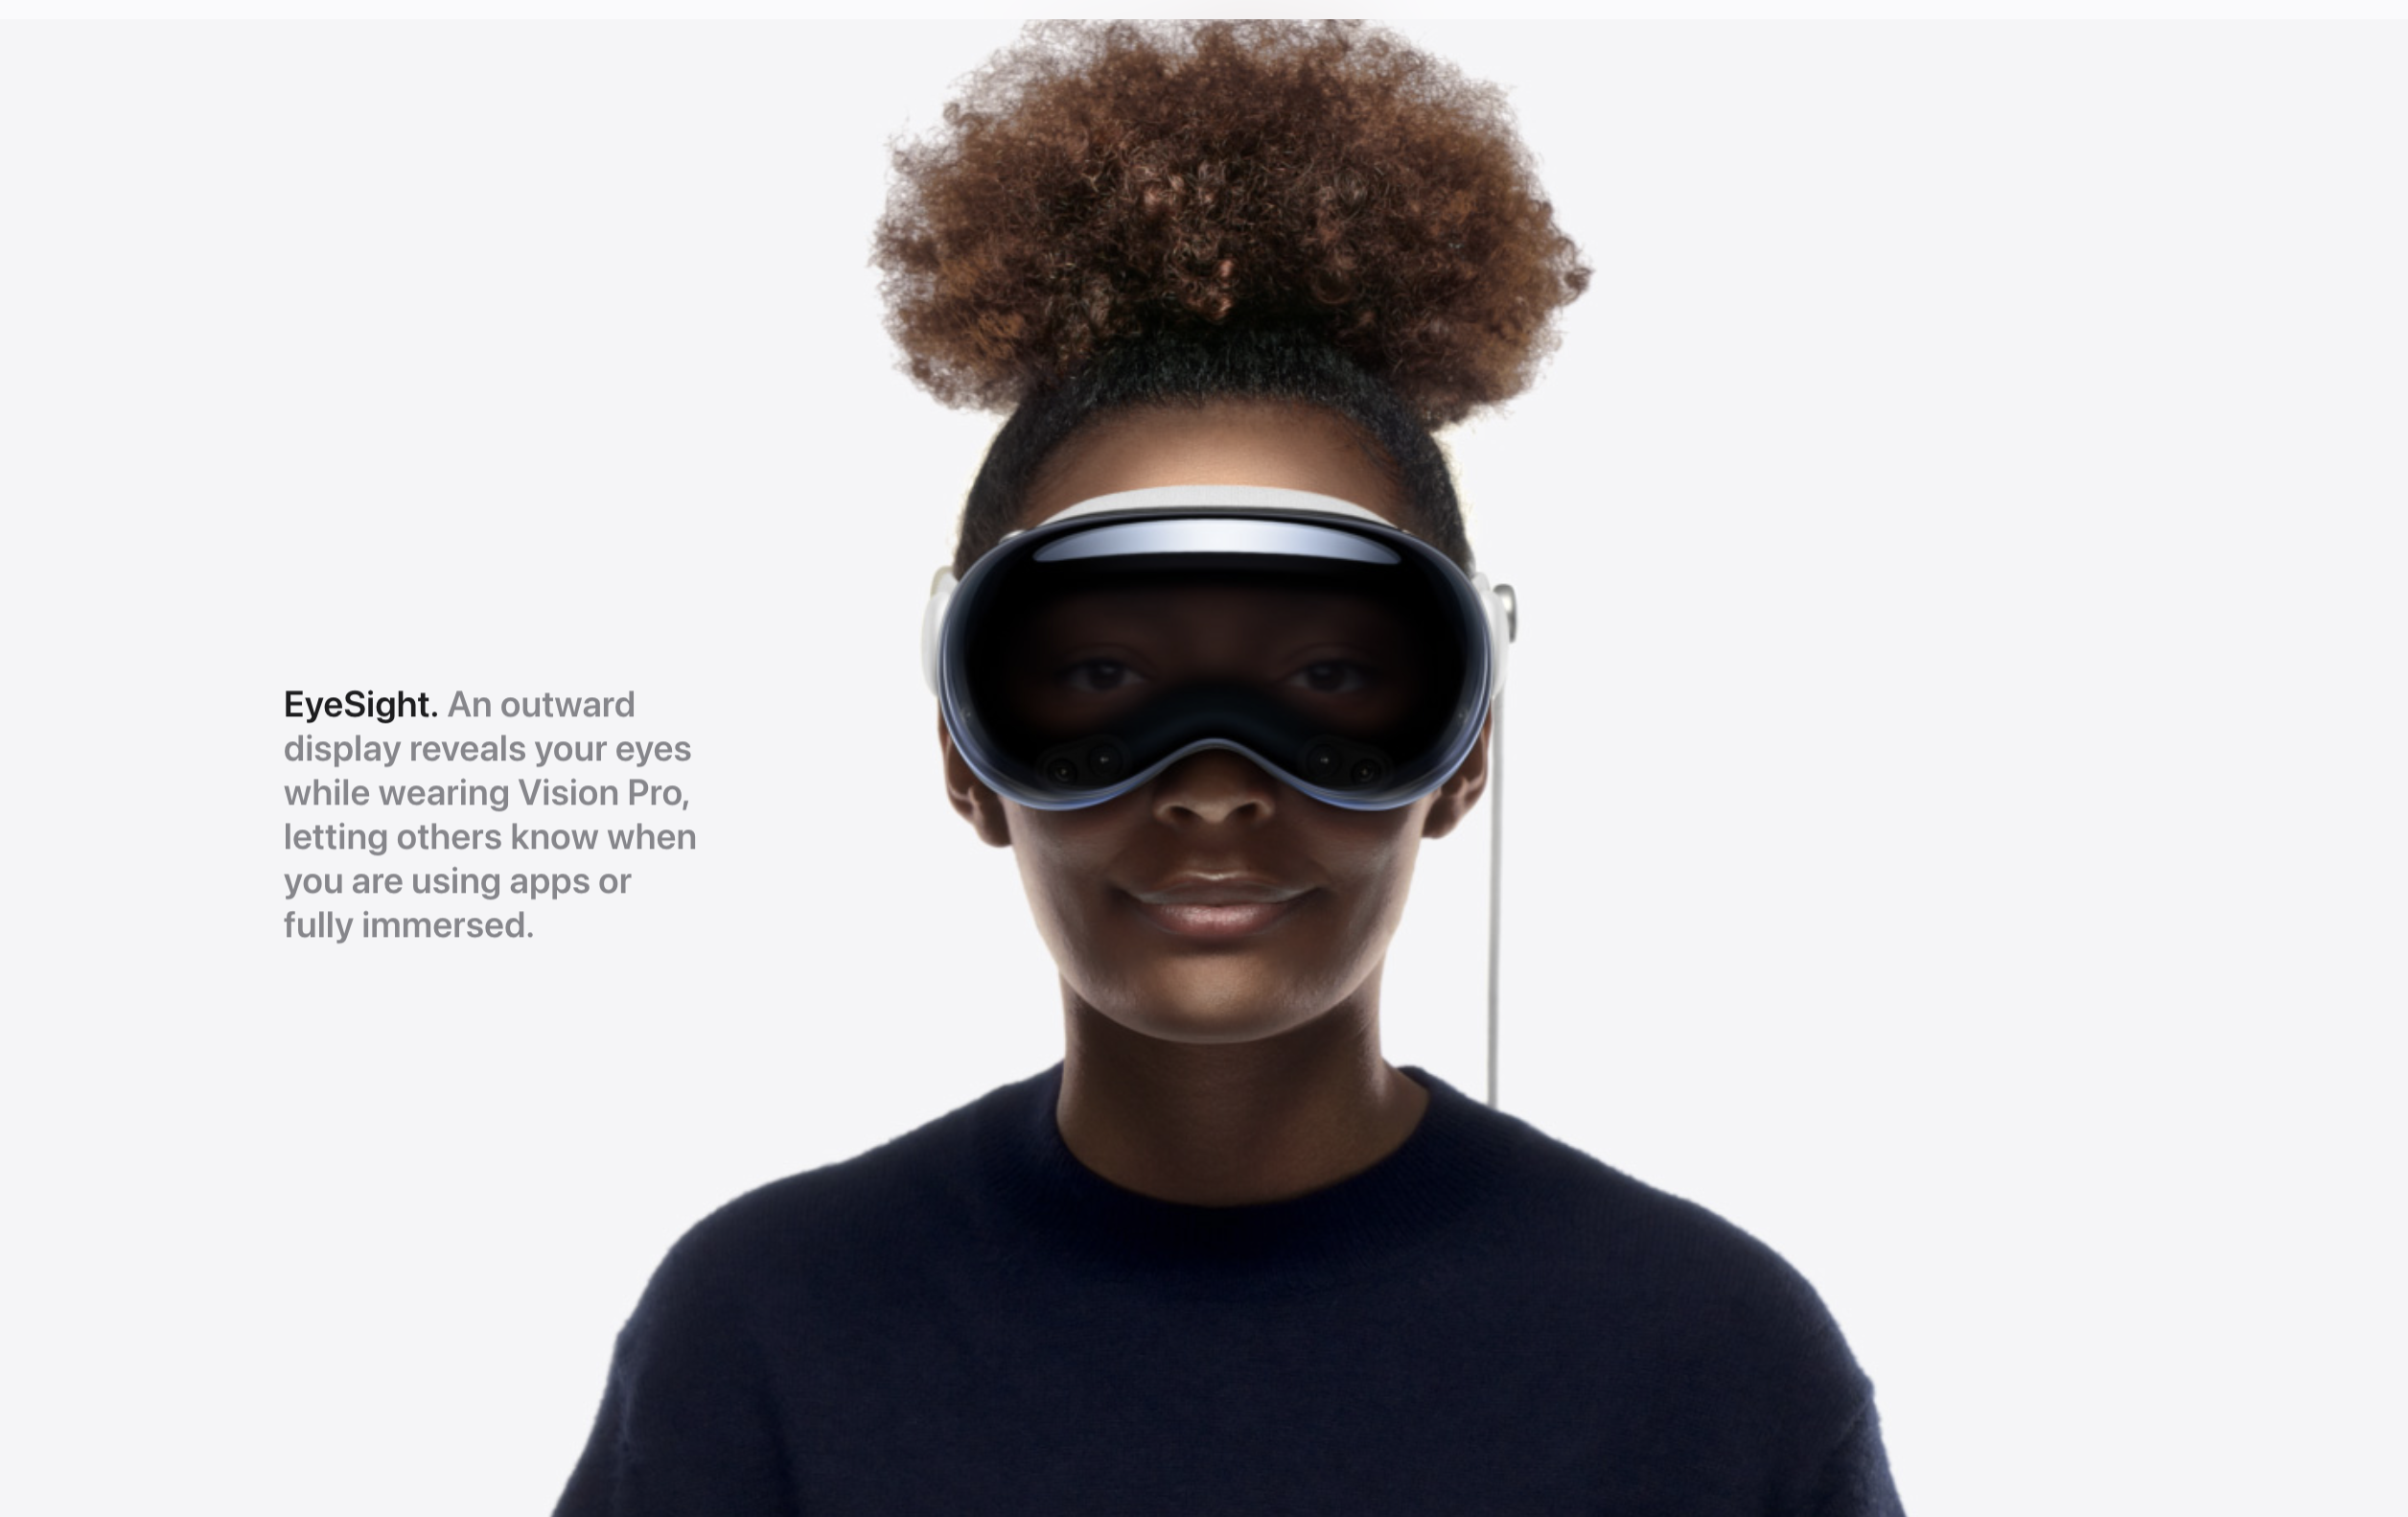 EyeSight. An outward
display reveals your eyes
while wearing Vision Pro,
letting others know when
you are using apps or
fully immersed.